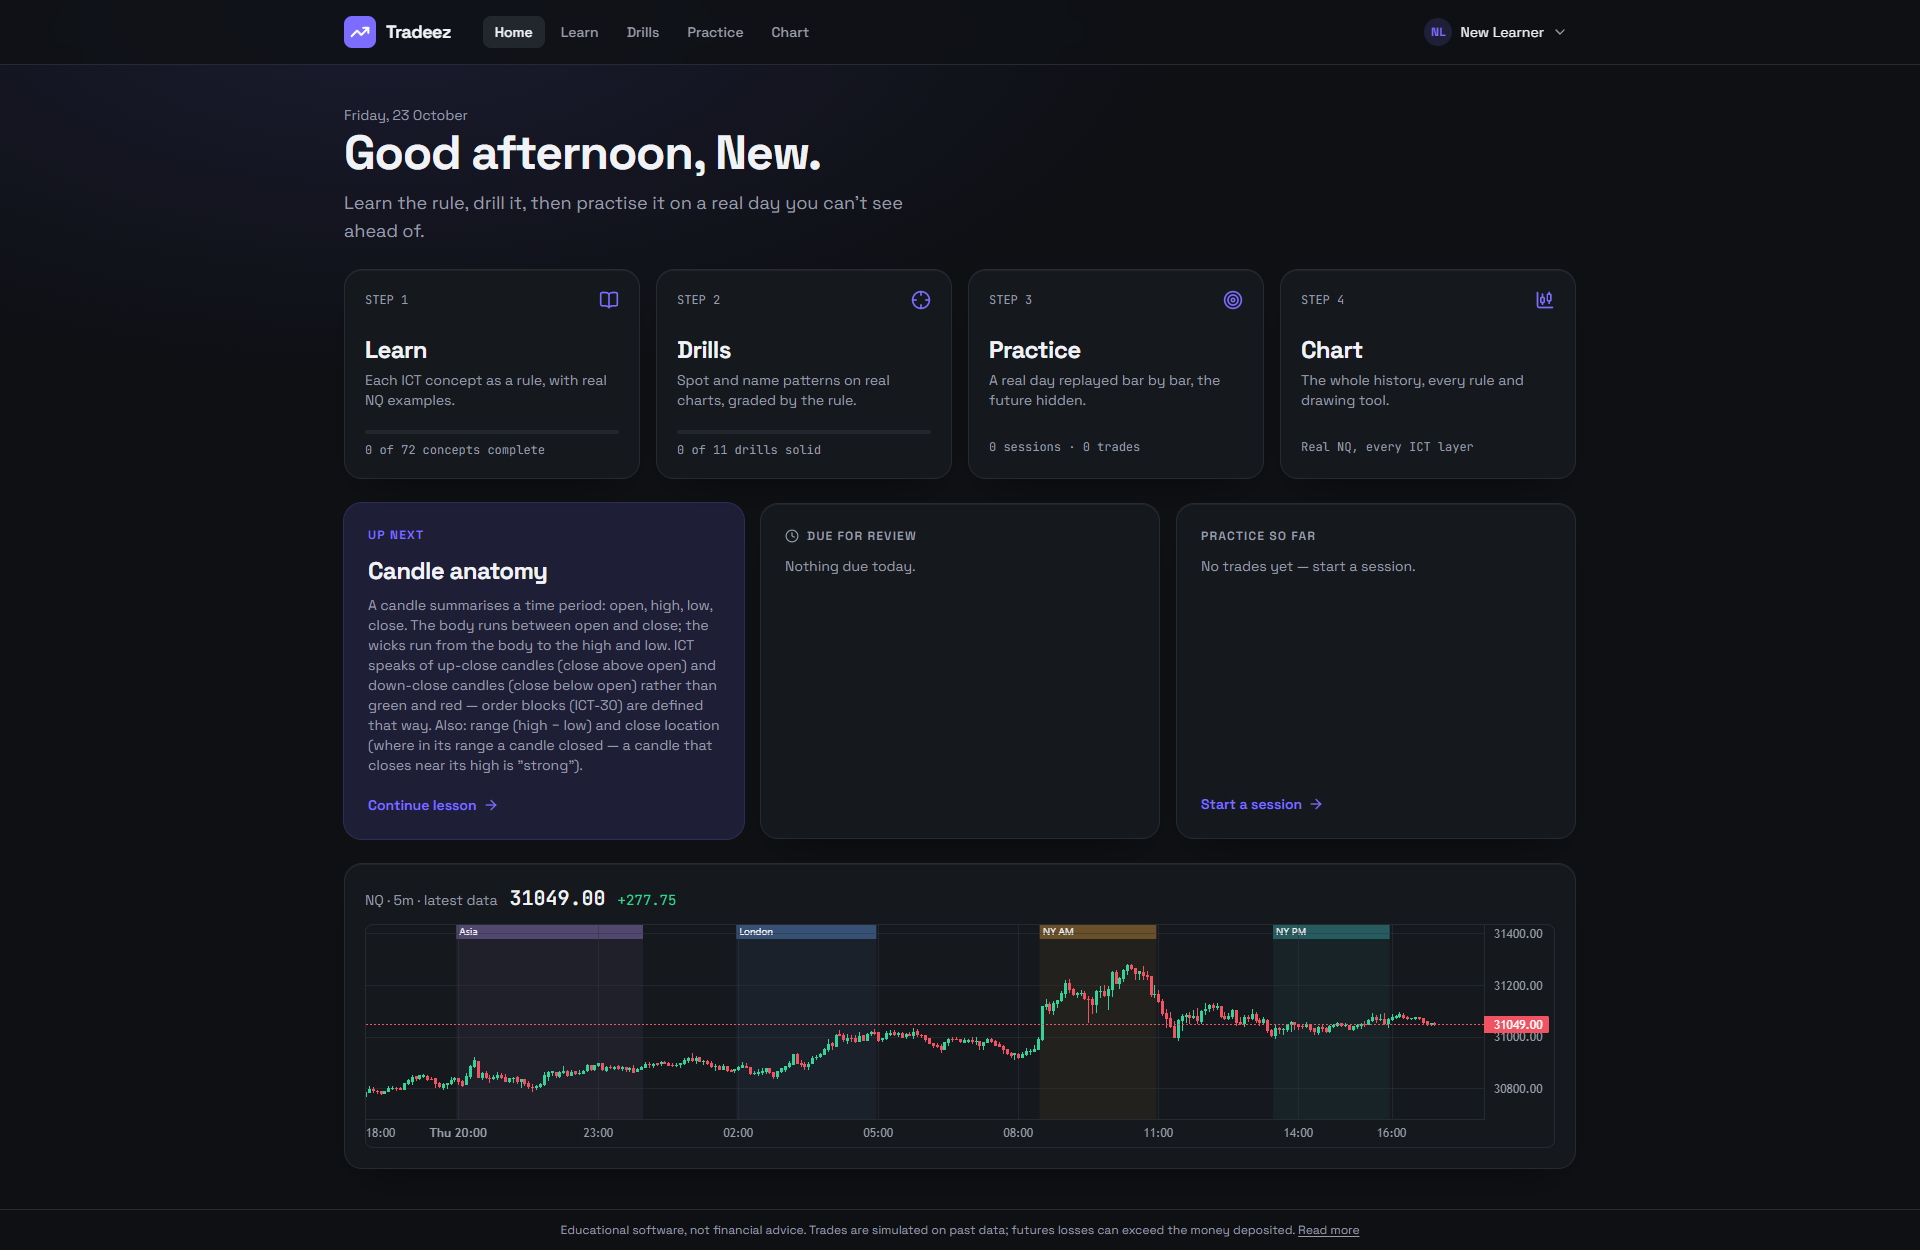 Tradeez
Home
Learn
Drills
Practice
Chart
NL
New Learner
Friday, 23 October
Good afternoon, New.
Learn the rule, drill it, then practise it on a real day you can't see
ahead of.
STEP 1
Learn
Each ICT concept as a rule, with real
NQ examples.
0 of 72 concepts complete
STEP 2
Drills
Spot and name patterns on real
charts, graded by the rule.
0 of 11 drills solid
STEP 3
Practice
A real day replayed bar by bar, the
future hidden.
0 sessions · 0 trades
STEP 4
Chart
The whole history, every rule and
drawing tool.
Real NQ, every ICT layer
UP NEXT
Candle anatomy
A candle summarises a time period: open, high, low,
close. The body runs between open and close; the
wicks run from the body to the high and low. ICT
speaks of up-close candles (close above open) and
down-close candles (close below open) rather than
green and red — order blocks (ICT-30) are defined
that way. Also: range (high − low) and close location
(where in its range a candle closed — a candle that
closes near its high is "strong").
Continue lesson →
DUE FOR REVIEW
Nothing due today.
PRACTICE SO FAR
No trades yet — start a session.
Start a session →
NQ · 5m · latest data 31049.00 +277.75
Asia
London
NY AM
NY PM
31400.00
31200.00
31049.00
31000.00
30800.00
18:00
Thu 20:00
23:00
02:00
05:00
08:00
11:00
14:00
16:00
Educational software, not financial advice. Trades are simulated on past data; futures losses can exceed the money deposited. Read more